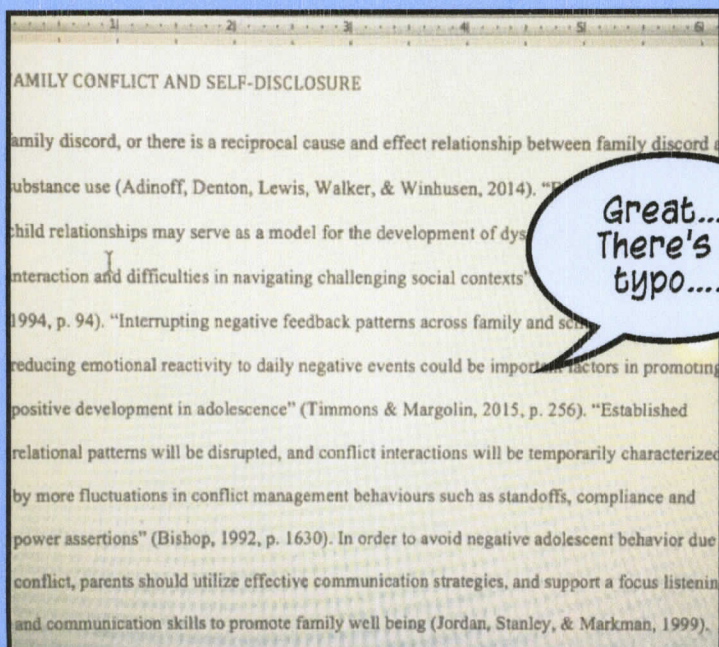 1 2 3 4 5 6
AMILY CONFLICT AND SELF-DISCLOSURE
amily discord, or there is a reciprocal cause and effect relationship between family discord a
ubstance use (Adinoff, Denton, Lewis, Walker, & Winhusen, 2014).
child relationships may serve as a model for the development of dys
interaction and difficulties in navigating challenging social contexts"
1994, p. 94). “Interrupting negative feedback patterns across family and
reducing emotional reactivity to daily negative events could be important factors in promoting
positive development in adolescence” (Timmons & Margolin, 2015, p. 256). “Established
relational patterns will be disrupted, and conflict interactions will be temporarily characterized
by more fluctuations in conflict management behaviours such as standoffs, compliance and
power assertions” (Bishop, 1992, p. 1630). In order to avoid negative adolescent behavior due
conflict, parents should utilize effective communication strategies, and support a focus listenin
and communication skills to promote family well being (Jordan, Stanley, & Markman, 1999).
Great...
There's
typo....